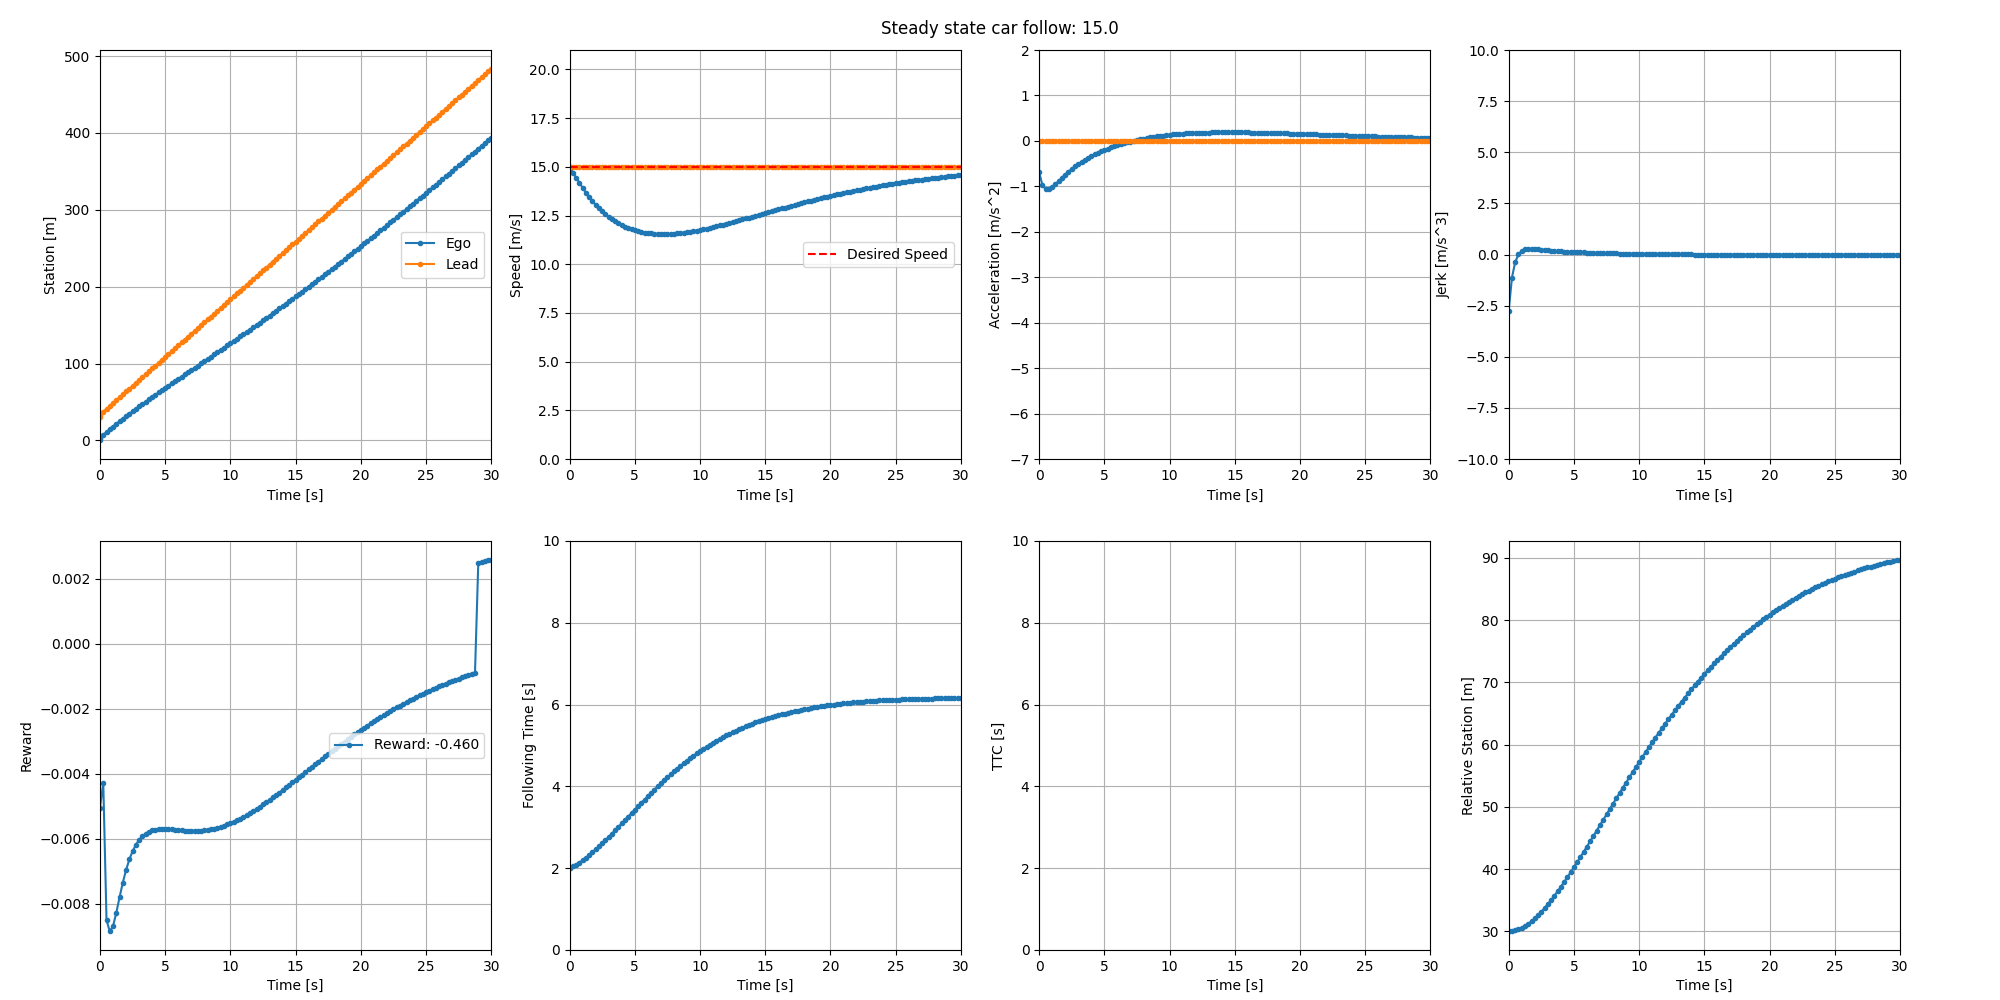 Steady state car follow: 15.0
500
400
300
200
100
0
Station [m]
Ego
Lead
0 5 10 15 20 25 30
Time [s]
20.0
17.5
15.0
12.5
10.0
7.5
5.0
2.5
0.0
Speed [m/s]
Desired Speed
0 5 10 15 20 25 30
Time [s]
2
1
0
−1
−2
−3
−4
−5
−6
−7
Acceleration [m/s^2]
0 5 10 15 20 25 30
Time [s]
10.0
7.5
5.0
2.5
0.0
−2.5
−5.0
−7.5
−10.0
Jerk [m/s^3]
0 5 10 15 20 25 30
Time [s]
0.002
0.000
−0.002
−0.004
−0.006
−0.008
Reward
Reward: -0.460
0 5 10 15 20 25 30
Time [s]
10
8
6
4
2
0
Following Time [s]
0 5 10 15 20 25 30
Time [s]
10
8
6
4
2
0
TTC [s]
0 5 10 15 20 25 30
Time [s]
90
80
70
60
50
40
30
Relative Station [m]
0 5 10 15 20 25 30
Time [s]